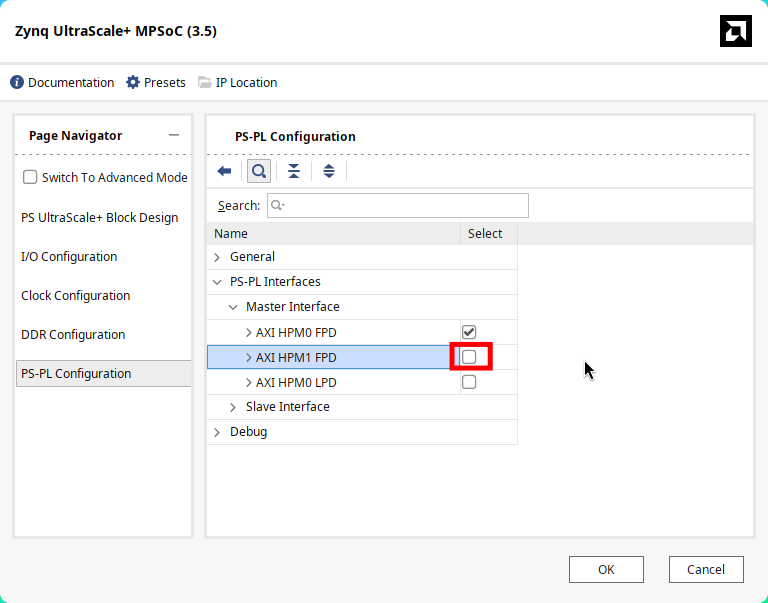 Zynq UltraScale+ MPSoC (3.5)
Documentation Presets IP Location
Page Navigator
Switch To Advanced Mode
PS UltraScale+ Block Design
I/O Configuration
Clock Configuration
DDR Configuration
PS-PL Configuration
PS-PL Configuration
Search:
Name Select
General
PS-PL Interfaces
Master Interface
AXI HPM0 FPD
AXI HPM1 FPD
AXI HPM0 LPD
Slave Interface
Debug
OK Cancel